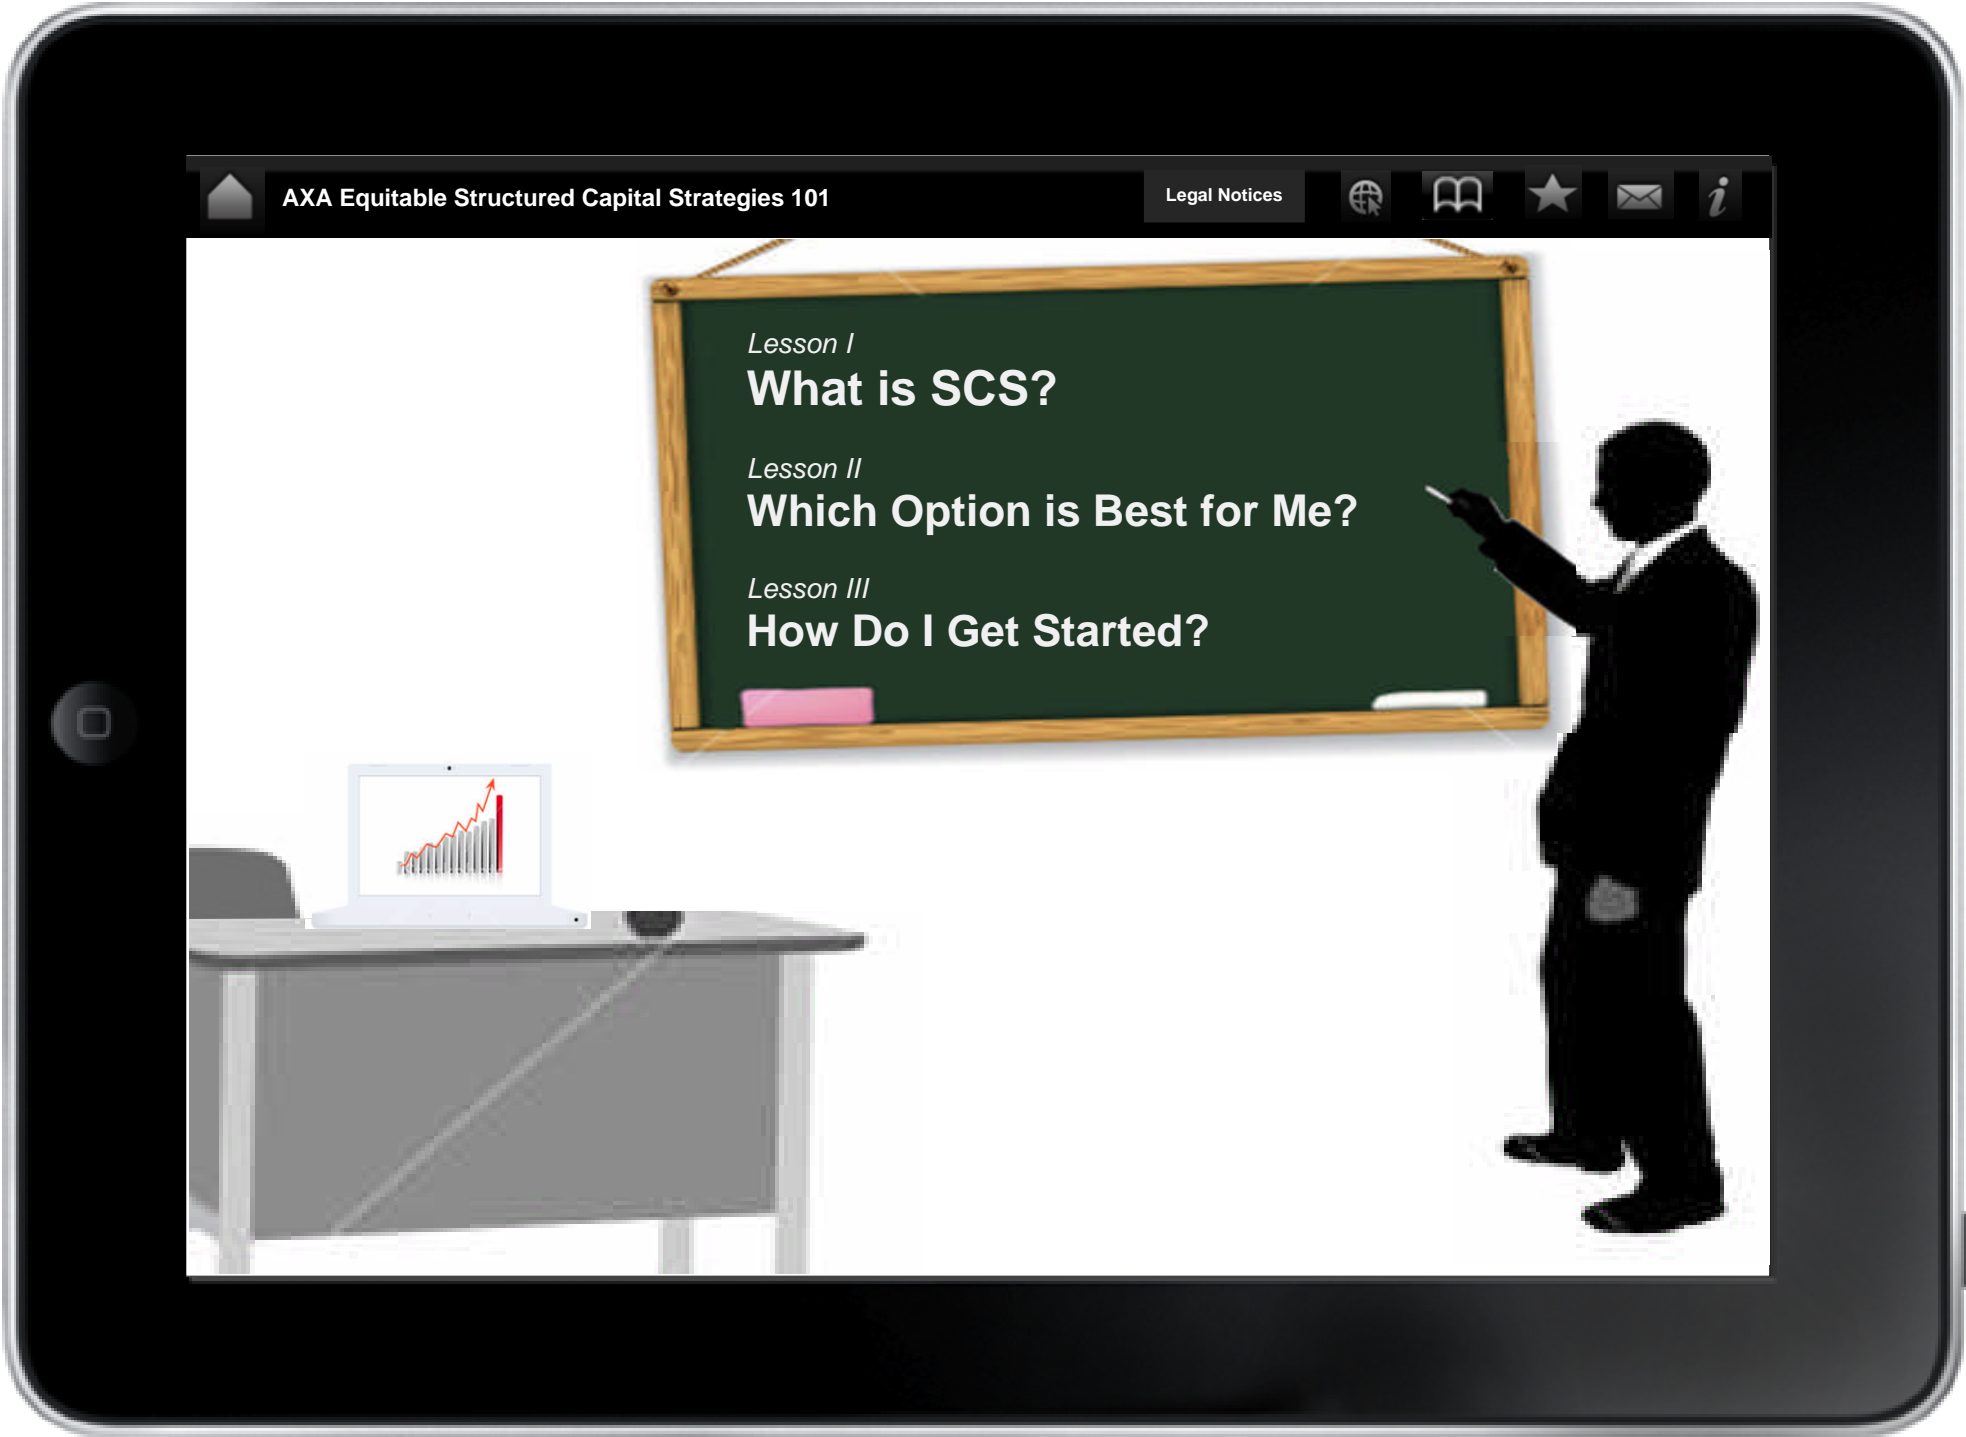 AXA Equitable Structured Capital Strategies 101
Legal Notices
Lesson I
What is SCS?
Lesson II
Which Option is Best for Me?
Lesson III
How Do I Get Started?